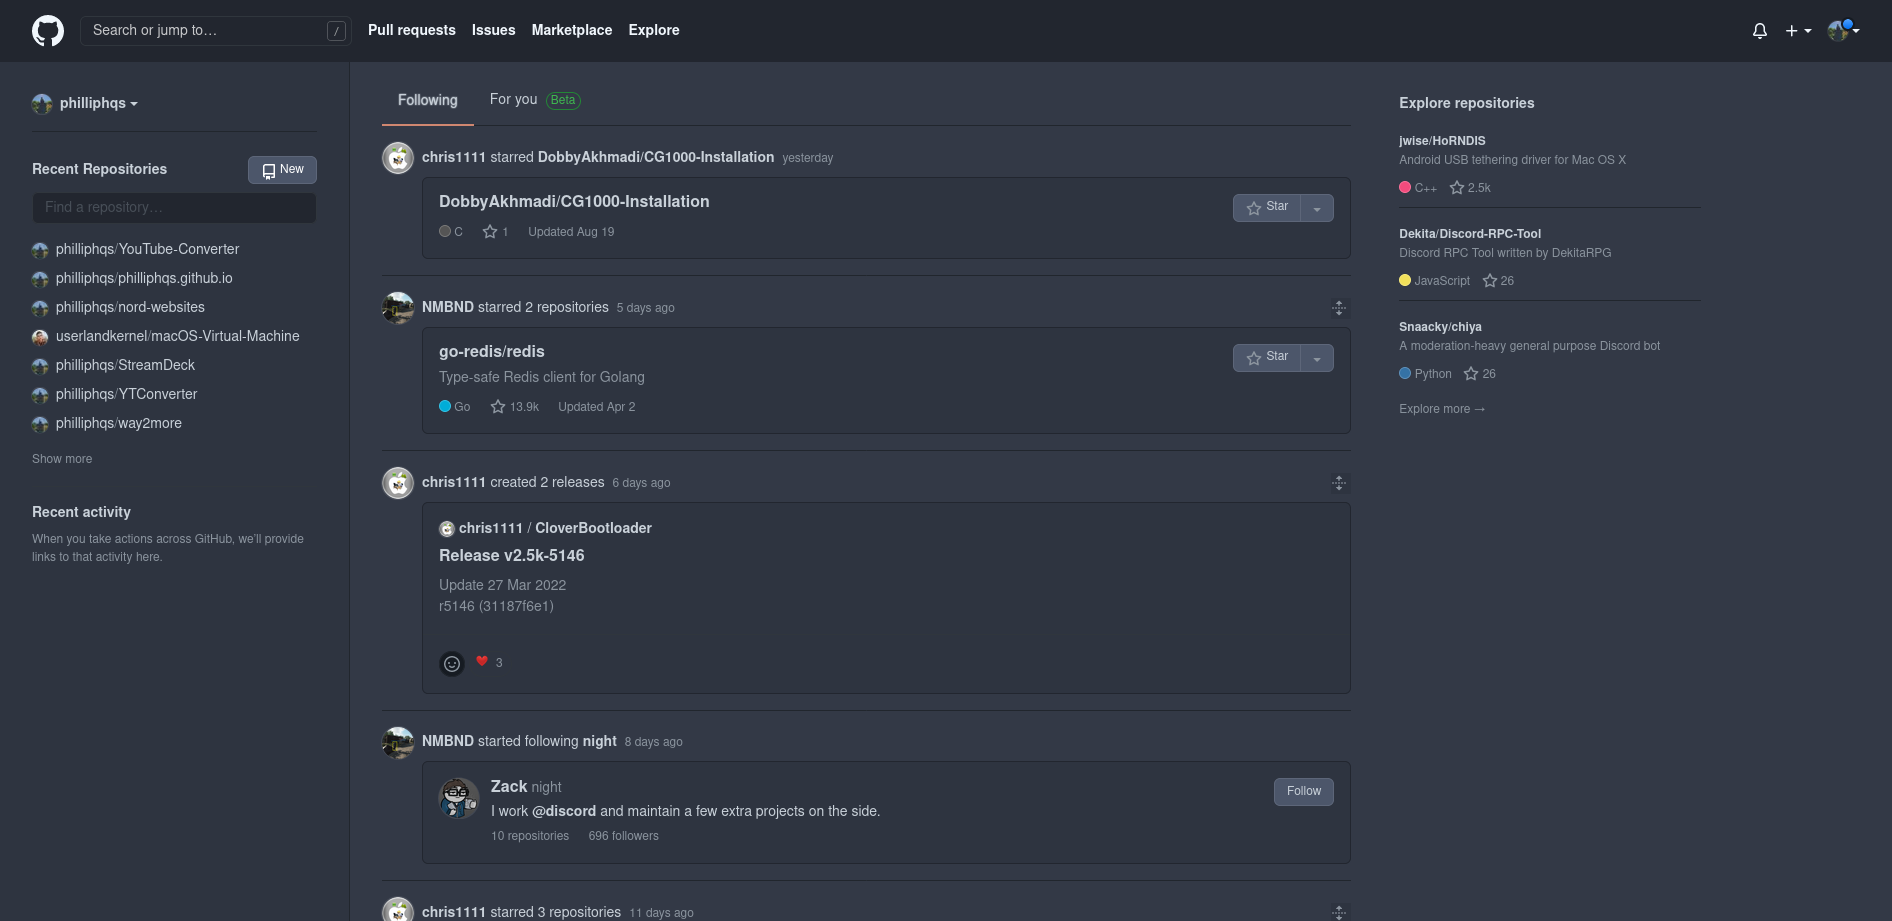 Search or jump to… /
Pull requests Issues Marketplace Explore
philliphqs
Recent Repositories
New
Find a repository…
philliphqs/YouTube-Converter
philliphqs/philliphqs.github.io
philliphqs/nord-websites
userlandkernel/macOS-Virtual-Machine
philliphqs/StreamDeck
philliphqs/YTConverter
philliphqs/way2more
Show more
Recent activity
When you take actions across GitHub, we'll provide
links to that activity here.
Following For you Beta
chris1111 starred DobbyAkhmadi/CG1000-Installation yesterday
DobbyAkhmadi/CG1000-Installation
Star
C 1 Updated Aug 19
NMBND starred 2 repositories 5 days ago
go-redis/redis
Star
Type-safe Redis client for Golang
Go 13.9k Updated Apr 2
chris1111 created 2 releases 6 days ago
chris1111 / CloverBootloader
Release v2.5k-5146
Update 27 Mar 2022
r5146 (31187f6e1)
3
NMBND started following night 8 days ago
Zack night
Follow
I work @discord and maintain a few extra projects on the side.
10 repositories 696 followers
chris1111 starred 3 repositories 11 days ago
Explore repositories
jwise/HoRNDIS
Android USB tethering driver for Mac OS X
C++ 2.5k
Dekita/Discord-RPC-Tool
Discord RPC Tool written by DekitaRPG
JavaScript 26
Snaacky/chiya
A moderation-heavy general purpose Discord bot
Python 26
Explore more →